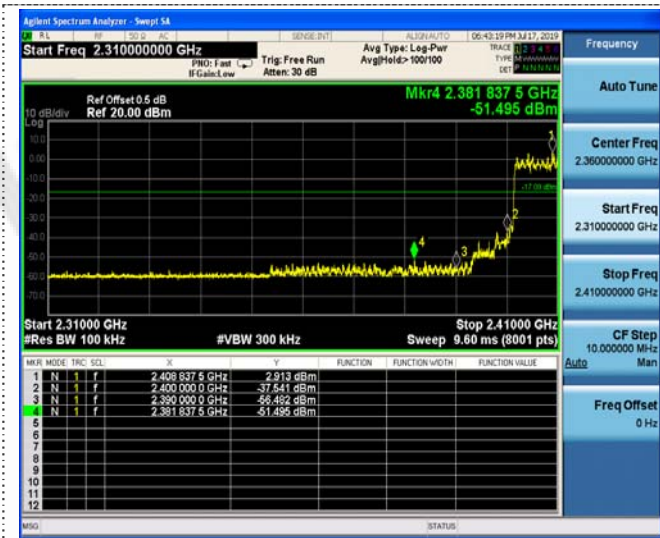 Agilent Spectrum Analyzer - Swept SA
RL RF 50 Ω AC SENSE:INT ALIGNAUTO 06:43:19 PM Jul 17, 2019
Start Freq 2.310000000 GHz
PNO: Fast Trig: Free Run
IFGain:Low Atten: 30 dB
Avg Type: Log-Pwr
Avg|Hold:>100/100
TRACE 1 2 3 4 5 6
TYPE
DET P N N N N N
Ref Offset 0.5 dB
10 dB/div Ref 20.00 dBm
Log
Mkr4 2.381 837 5 GHz
-51.495 dBm
10.0
0.00
-10.0
-20.0
-30.0
-40.0
-50.0
-60.0
-70.0
1
-17.09 dBm
2
3
4
Start 2.31000 GHz Stop 2.41000 GHz
#Res BW 100 kHz #VBW 300 kHz Sweep 9.60 ms (8001 pts)
MKR MODE TRC SCL X Y FUNCTION FUNCTION WIDTH FUNCTION VALUE
1 N 1 f 2.408 837 5 GHz 2.913 dBm
2 N 1 f 2.400 000 0 GHz -37.541 dBm
3 N 1 f 2.390 000 0 GHz -56.482 dBm
4 N 1 f 2.381 837 5 GHz -51.495 dBm
5
6
7
8
9
10
11
12
MSG STATUS
Frequency
Auto Tune
Center Freq
2.360000000 GHz
Start Freq
2.310000000 GHz
Stop Freq
2.410000000 GHz
CF Step
10.000000 MHz
Auto Man
Freq Offset
0 Hz